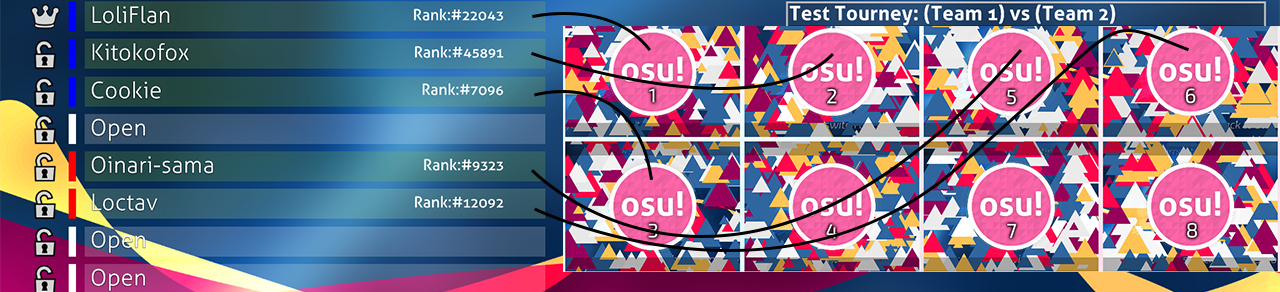 LoliFlan Rank:#22043
Kitokofox Rank:#45891
Cookie Rank:#7096
Open
Oinari-sama Rank:#9323
Loctav Rank:#12092
Open
Open
Test Tourney: (Team 1) vs (Team 2)
osu! osu! osu! osu!
1 2 5 6
osu! osu! osu! osu!
3 4 7 8